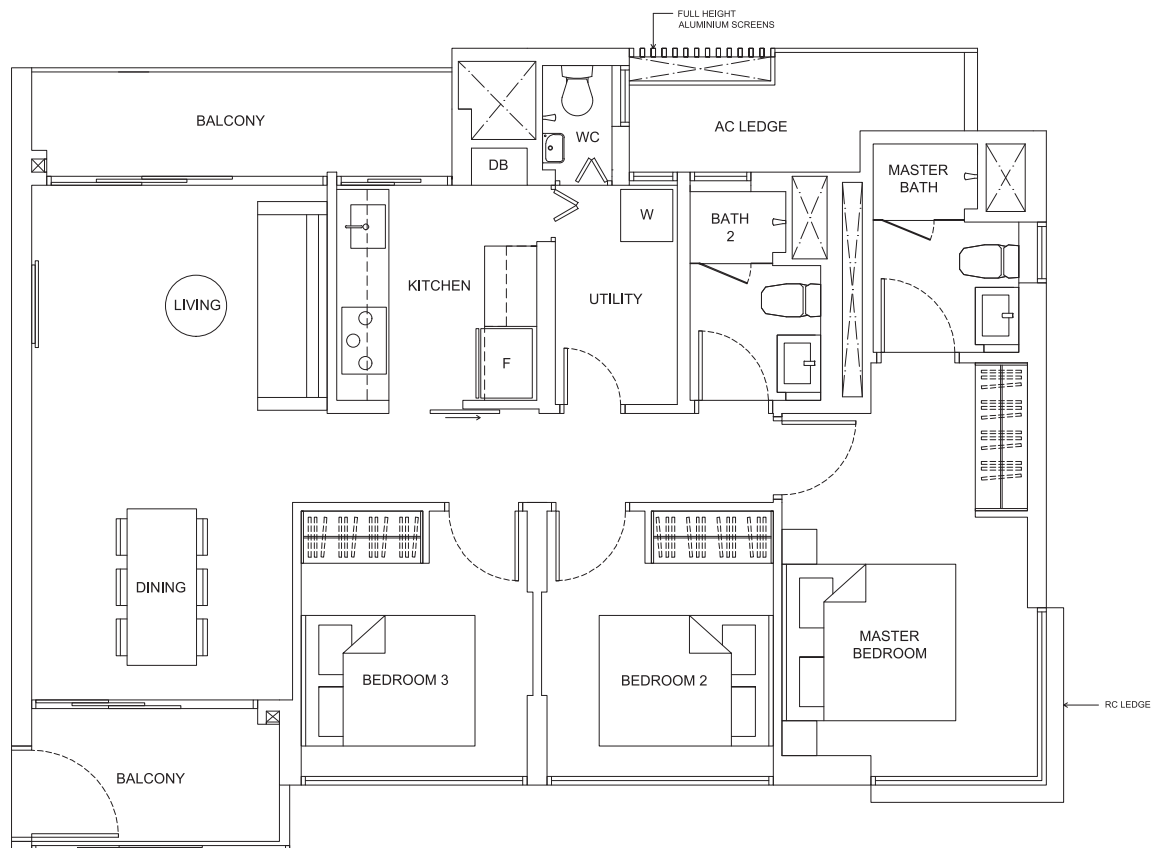 FULL HEIGHT
ALUMINIUM SCREENS
BALCONY
WC
AC LEDGE
DB
MASTER
BATH
W
BATH
2
KITCHEN
LIVING
UTILITY
F
DINING
MASTER
BEDROOM
BEDROOM 3
BEDROOM 2
RC LEDGE
BALCONY